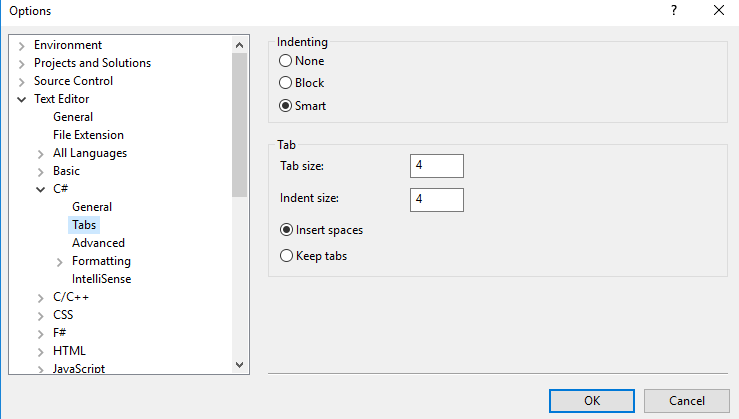 Options
Environment
Projects and Solutions
Source Control
Text Editor
General
File Extension
All Languages
Basic
C#
General
Tabs
Advanced
Formatting
IntelliSense
C/C++
CSS
F#
HTML
JavaScript
Indenting
None
Block
Smart
Tab
Tab size: 4
Indent size: 4
Insert spaces
Keep tabs
OK Cancel